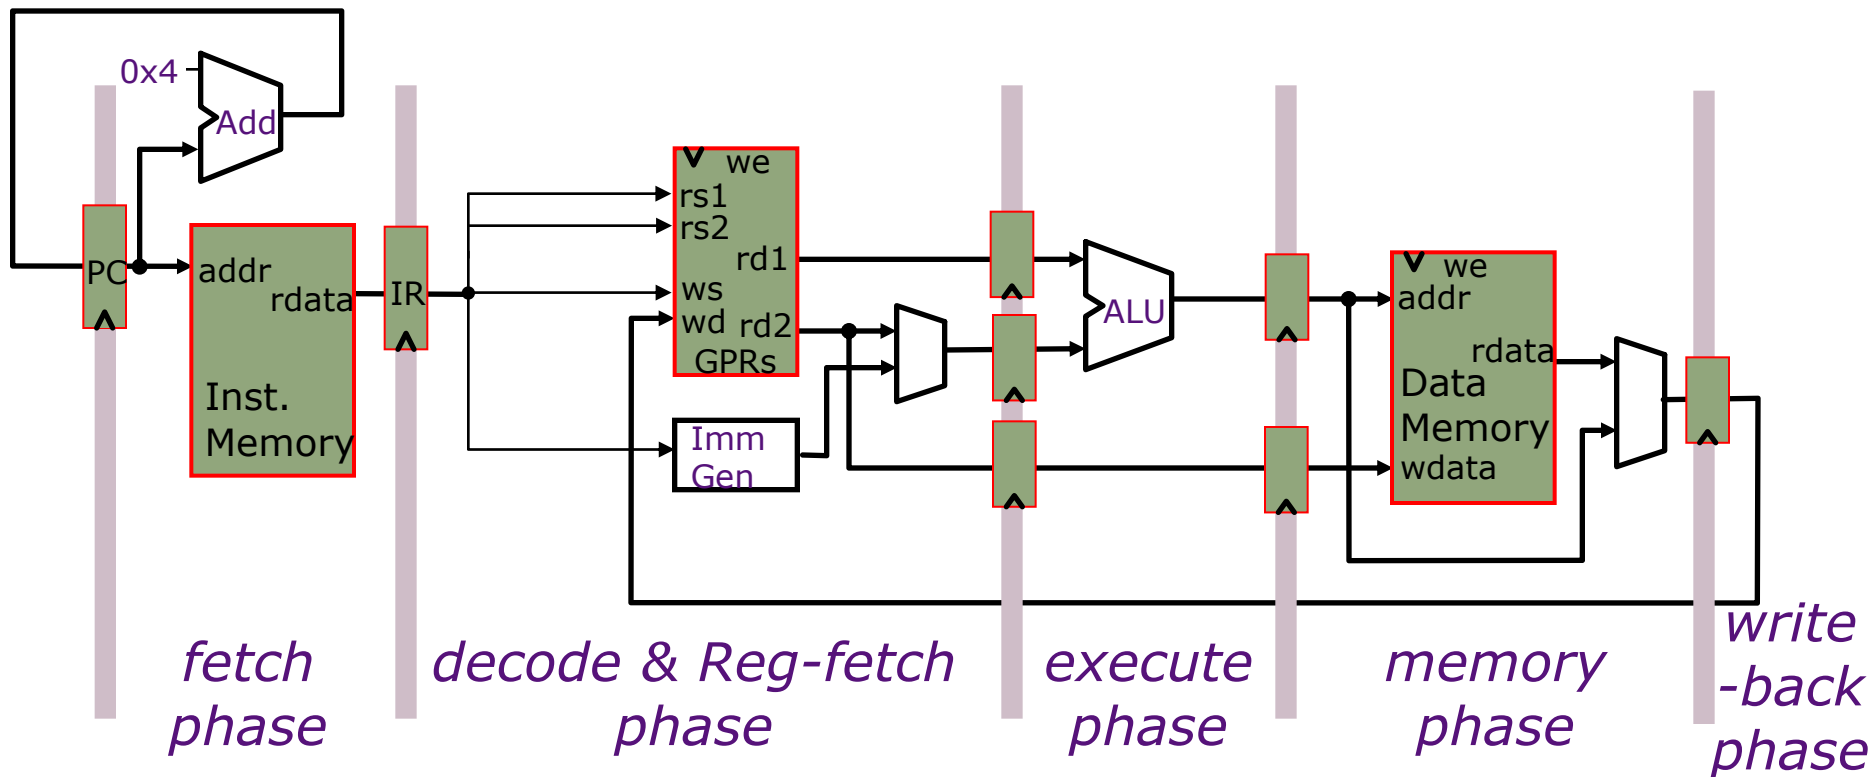 0x4
Add
PC
addr
rdata
Inst.
Memory
IR
we
rs1
rs2
rd1
ws
wd
rd2
GPRs
Imm
Gen
ALU
we
addr
rdata
Data
Memory
wdata
fetch
phase
decode & Reg-fetch
phase
execute
phase
memory
phase
write
-back
phase